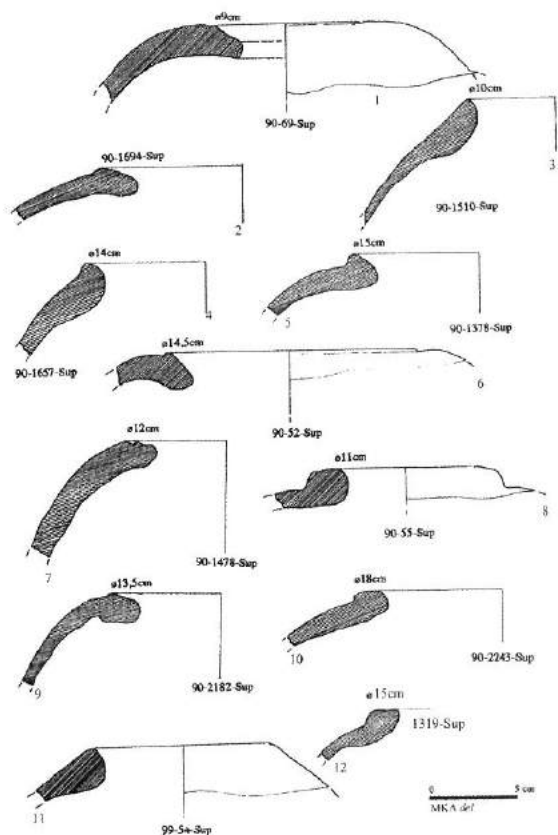 ø9cm
1
90-69-Sup
ø10cm
3
90-1510-Sup
90-1694-Sup
2
ø14cm
4
90-1657-Sup
ø15cm
5
90-1378-Sup
ø14,5cm
6
90-52-Sup
ø12cm
7
90-1478-Sup
ø11cm
8
90-55-Sup
ø13,5cm
9
90-2182-Sup
ø18cm
10
90-2243-Sup
ø15cm
1319-Sup
12
11
99-54-Sup
0 5 cm
MKA del